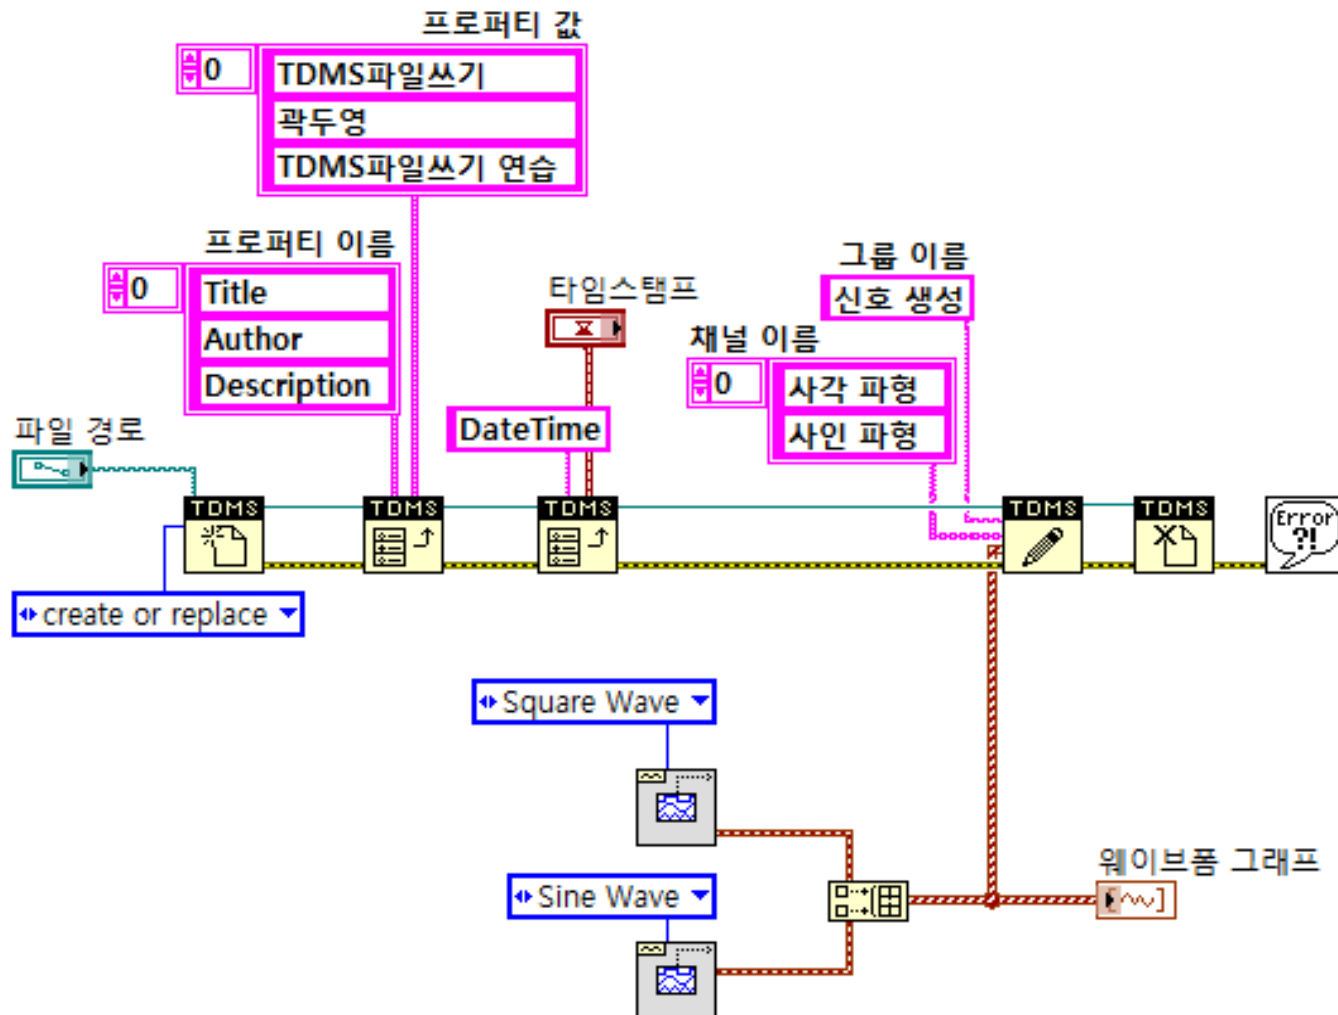 프로퍼티 값
0
TDMS파일쓰기
곽두영
TDMS파일쓰기 연습
프로퍼티 이름
0
Title
Author
Description
타임스탬프
DateTime
그룹 이름
신호 생성
채널 이름
0
사각 파형
사인 파형
파일 경로
TDMS
TDMS
TDMS
TDMS
TDMS
Error
?!
create or replace
Square Wave
Sine Wave
웨이브폼 그래프